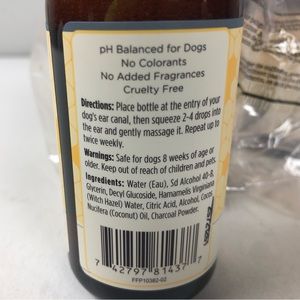 pH Balanced for Dogs
No Colorants
No Added Fragrances
Cruelty Free
Directions: Place bottle at the entry of your
dog's ear canal, then squeeze 2-4 drops into
the ear and gently massage it. Repeat up to
twice weekly.
Warnings: Safe for dogs 8 weeks of age or
older. Keep out of reach of children and pets.
Ingredients: Water (Eau), Sd Alcohol 40-B,
Glycerin, Decyl Glucoside, Hamamelis Virginiana
(Witch Hazel) Water, Citric Acid, Alcohol, Cocos
Nucifera (Coconut) Oil, Charcoal Powder.
7 42797 81437 7
FFP10382-02